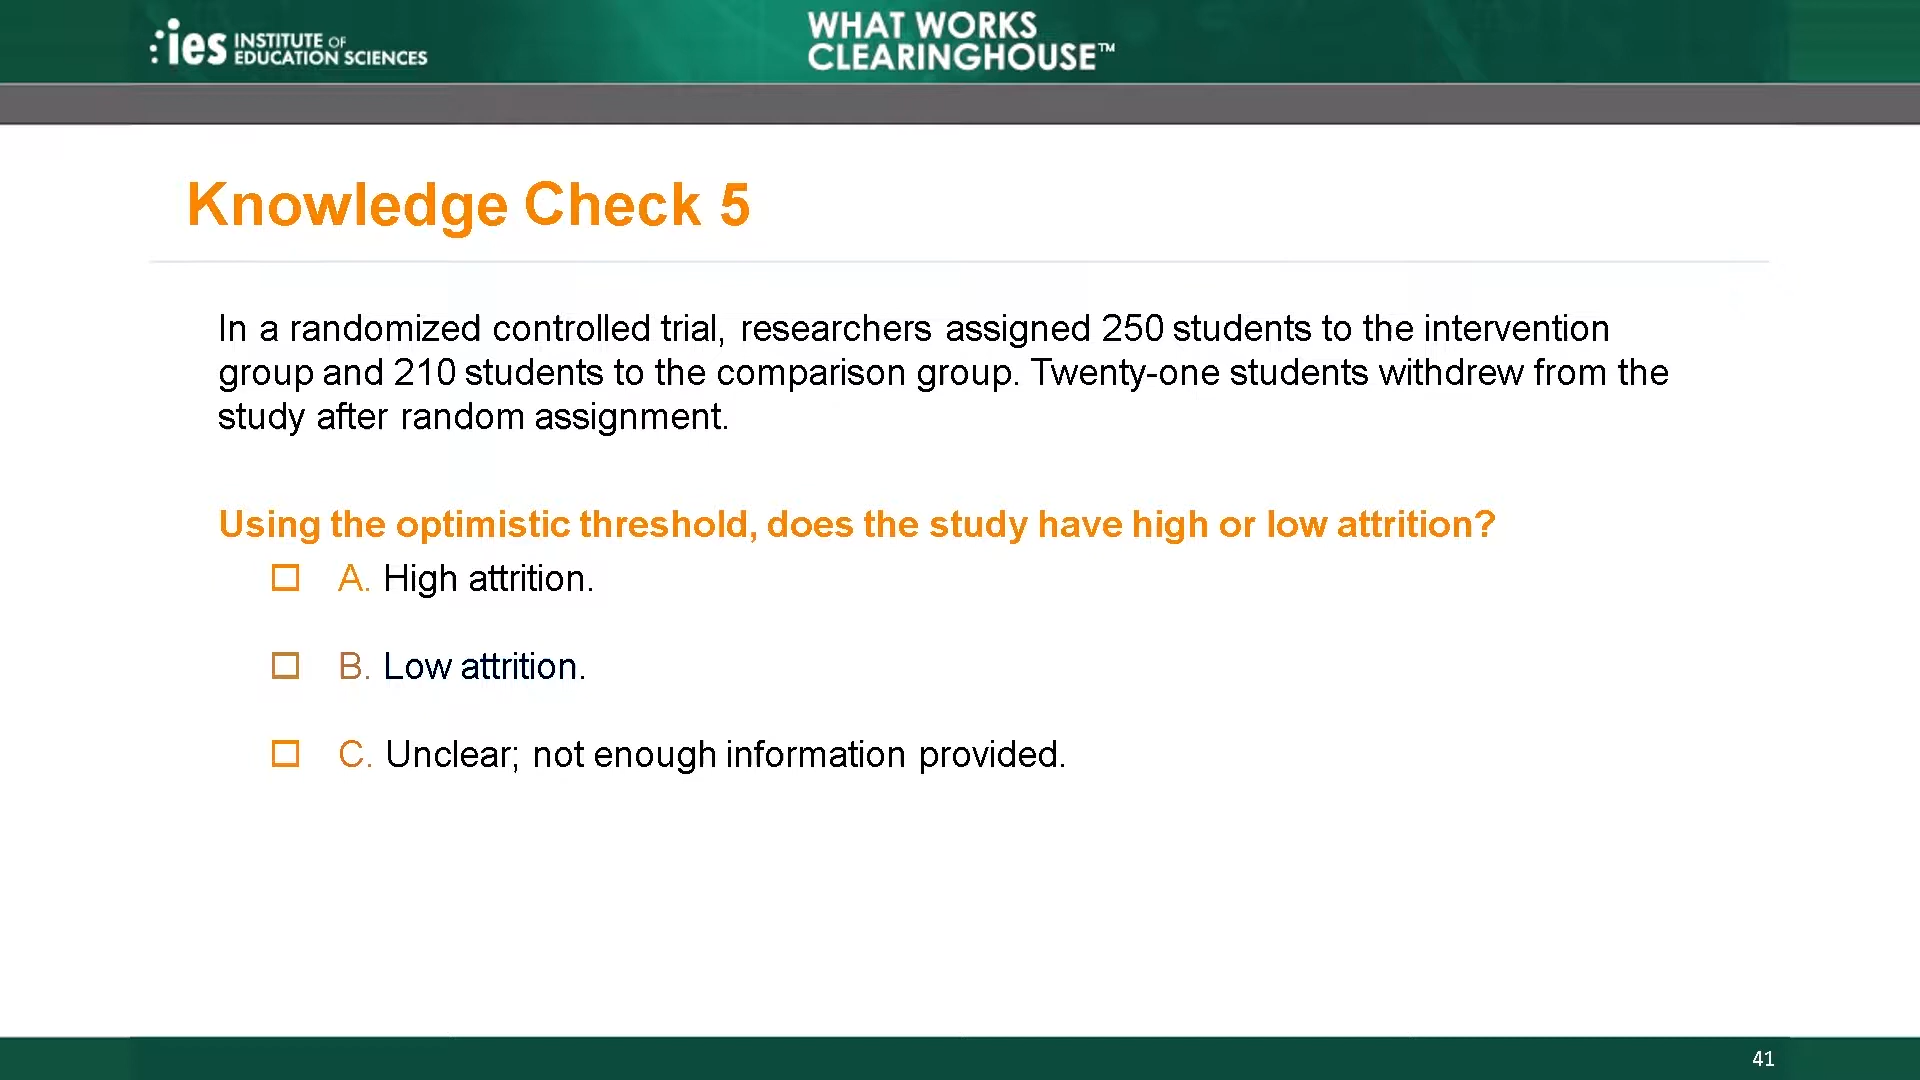 ies INSTITUTE OF
EDUCATION SCIENCES
WHAT WORKS
CLEARINGHOUSE™
Knowledge Check 5
In a randomized controlled trial, researchers assigned 250 students to the intervention
group and 210 students to the comparison group. Twenty-one students withdrew from the
study after random assignment.
Using the optimistic threshold, does the study have high or low attrition?
A. High attrition.
B. Low attrition.
C. Unclear; not enough information provided.
41